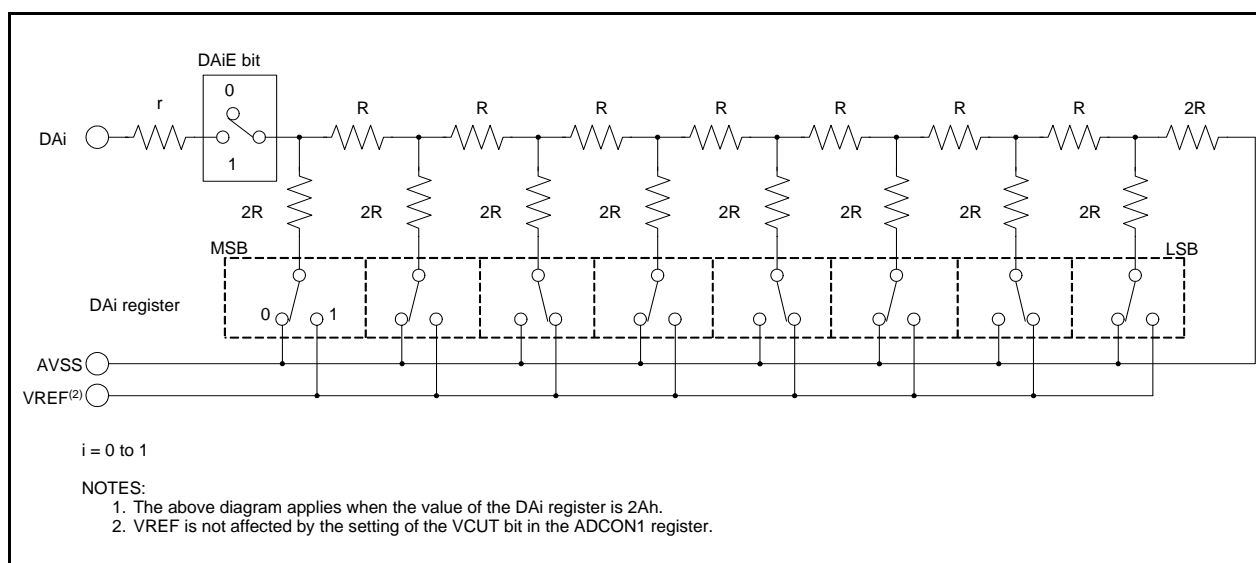 DAiE bit
0
r
R R R R R R R 2R
DAi
1
2R 2R 2R 2R 2R 2R 2R 2R
MSB
LSB
DAi register
0 1
AVSS
VREF(2)
i = 0 to 1
NOTES:
1. The above diagram applies when the value of the DAi register is 2Ah.
2. VREF is not affected by the setting of the VCUT bit in the ADCON1 register.